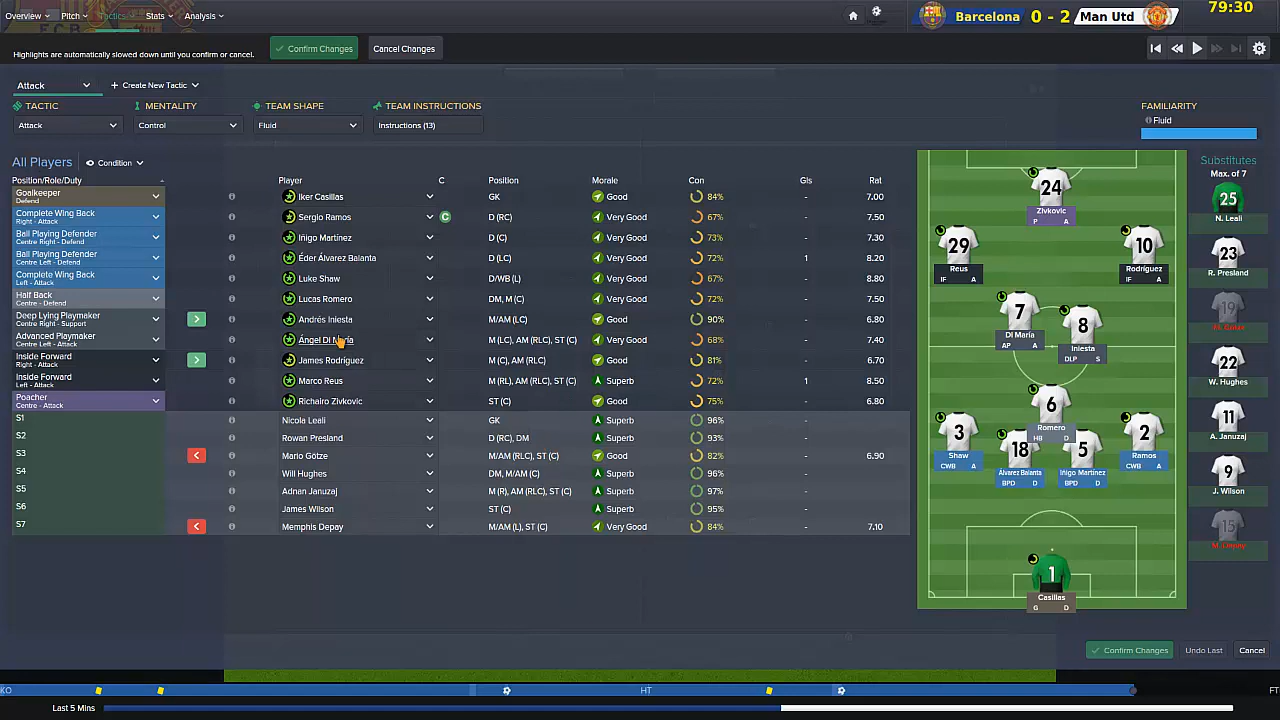 Overview Pitch Tactics Stats Analysis
Barcelona 0 - 2 Man Utd 79:30
Highlights are automatically slowed down until you confirm or cancel. Confirm Changes Cancel Changes
Attack + Create New Tactic
TACTIC MENTALITY TEAM SHAPE TEAM INSTRUCTIONS FAMILIARITY
Attack Control Fluid Instructions (13) Fluid
All Players Condition Substitutes
Max. of 7
Position/Role/Duty Player C Position Morale Con Gls Rat
Goalkeeper
Defend
Iker Casillas GK Good 84% - 7.00
Complete Wing Back
Right - Attack
Sergio Ramos C D (RC) Very Good 67% - 7.50
Ball Playing Defender
Centre Right - Defend
Iñigo Martínez D (C) Very Good 73% - 7.30
Ball Playing Defender
Centre Left - Defend
Éder Álvarez Balanta D (LC) Very Good 72% 1 8.20
Complete Wing Back
Left - Attack
Luke Shaw D/WB (L) Very Good 67% - 8.80
Half Back
Centre - Defend
Lucas Romero DM, M (C) Very Good 72% - 7.50
Deep Lying Playmaker
Centre Right - Support
Andrés Iniesta M/AM (LC) Good 90% - 6.80
Advanced Playmaker
Centre Left - Attack
M (LC), AM (RLC), ST (C) Very Good 68% - 7.40
Inside Forward
Right - Attack
James Rodríguez M (C), AM (RLC) Good 81% - 6.70
Inside Forward
Left - Attack
Marco Reus M (RL), AM (RLC), ST (C) Superb 72% 1 8.50
Poacher
Centre - Attack
Richairo Zivkovic ST (C) Good 75% - 6.80
S1 Nicola Leali GK Superb 96% -
S2 Rowan Presland D (RC), DM Superb 93% -
S3 Mario Götze M/AM (RLC), ST (C) Good 82% - 6.90
S4 Will Hughes DM, M/AM (C) Superb 96% -
S5 Adnan Januzaj M (R), AM (RLC), ST (C) Superb 97% -
S6 James Wilson ST (C) Superb 95% -
S7 Memphis Depay M/AM (L), ST (C) Very Good 84% - 7.10
24
Zivkovic
P A
29 10
Reus Rodríguez
IF A IF A
7 8
Di María Iniesta
AP A DLP S
6
Romero
HB D
3 18 5 2
Shaw Álvarez Balanta Iñigo Martínez Ramos
CWB A BPD D BPD D CWB A
1
Casillas
G D
25
N. Leali
23
R. Presland
19
M. Götze
22
W. Hughes
11
A. Januzaj
9
J. Wilson
15
M. Depay
Confirm Changes Undo Last Cancel
KO HT FT
Last 5 Mins